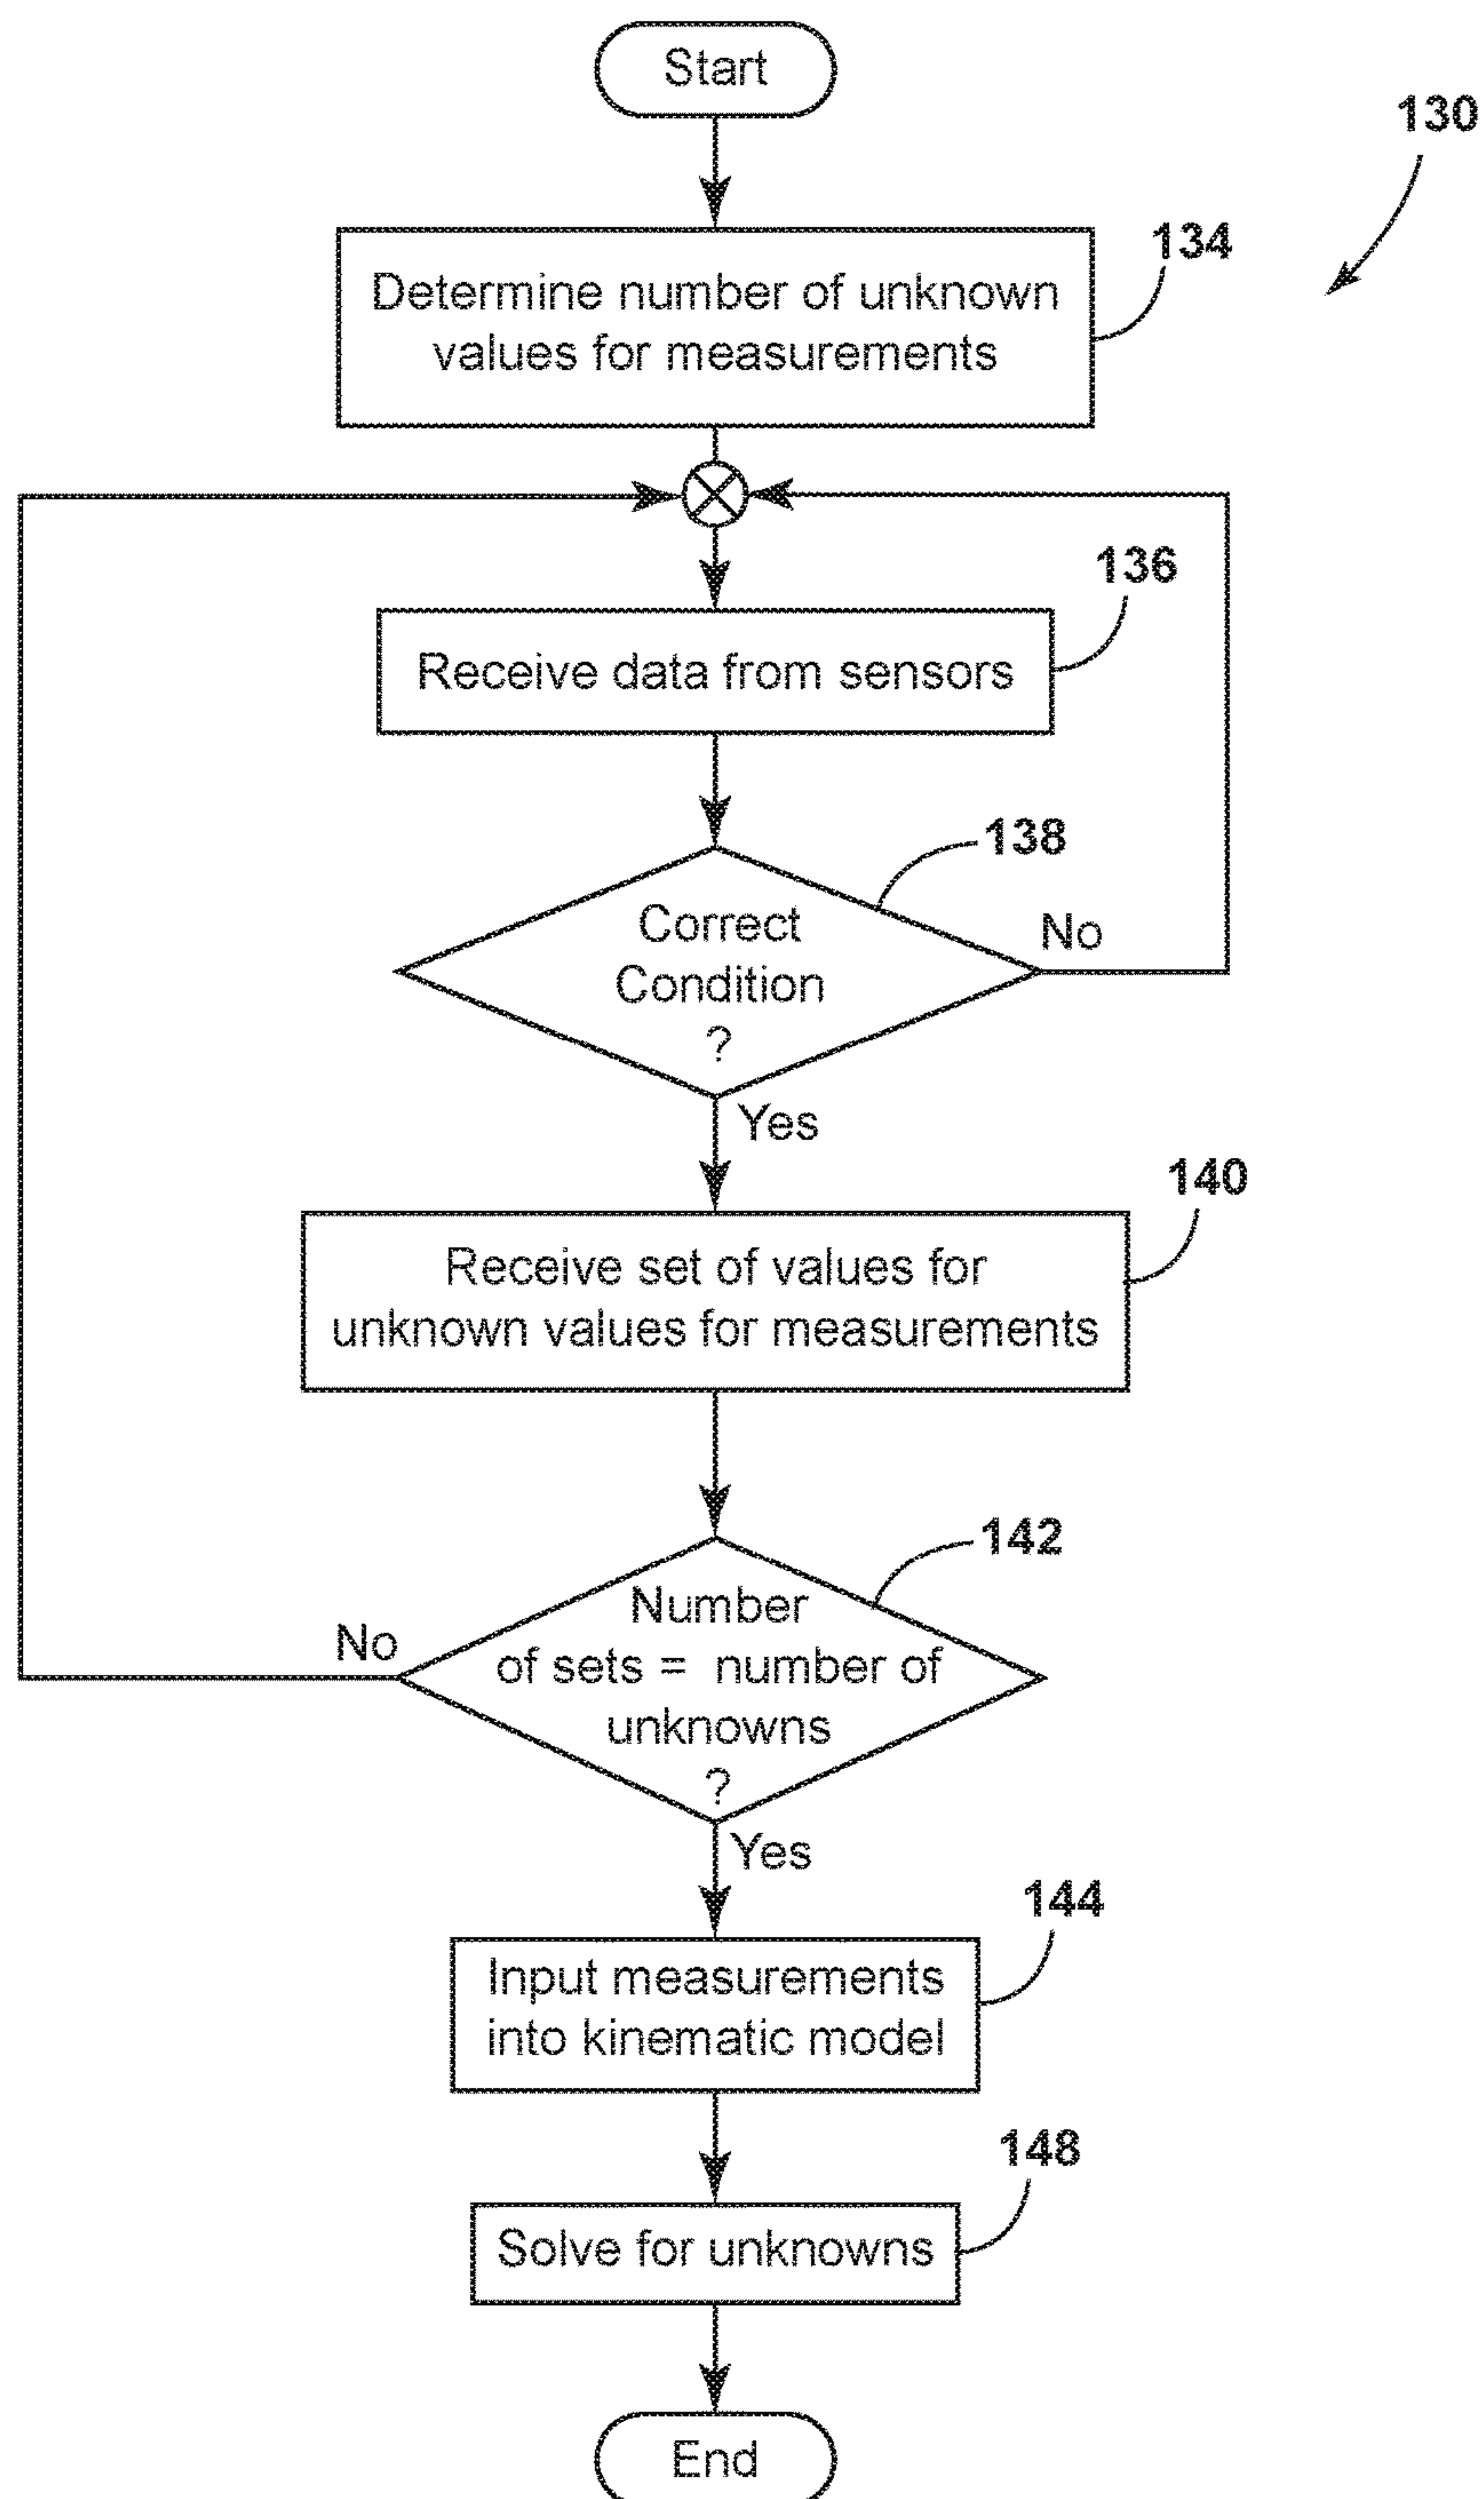 Start
130
134
Determine number of unknown
values for measurements
136
Receive data from sensors
138
Correct
Condition
?
No
Yes
140
Receive set of values for
unknown values for measurements
142
Number
of sets = number of
unknowns
?
No
Yes
144
Input measurements
into kinematic model
148
Solve for unknowns
End